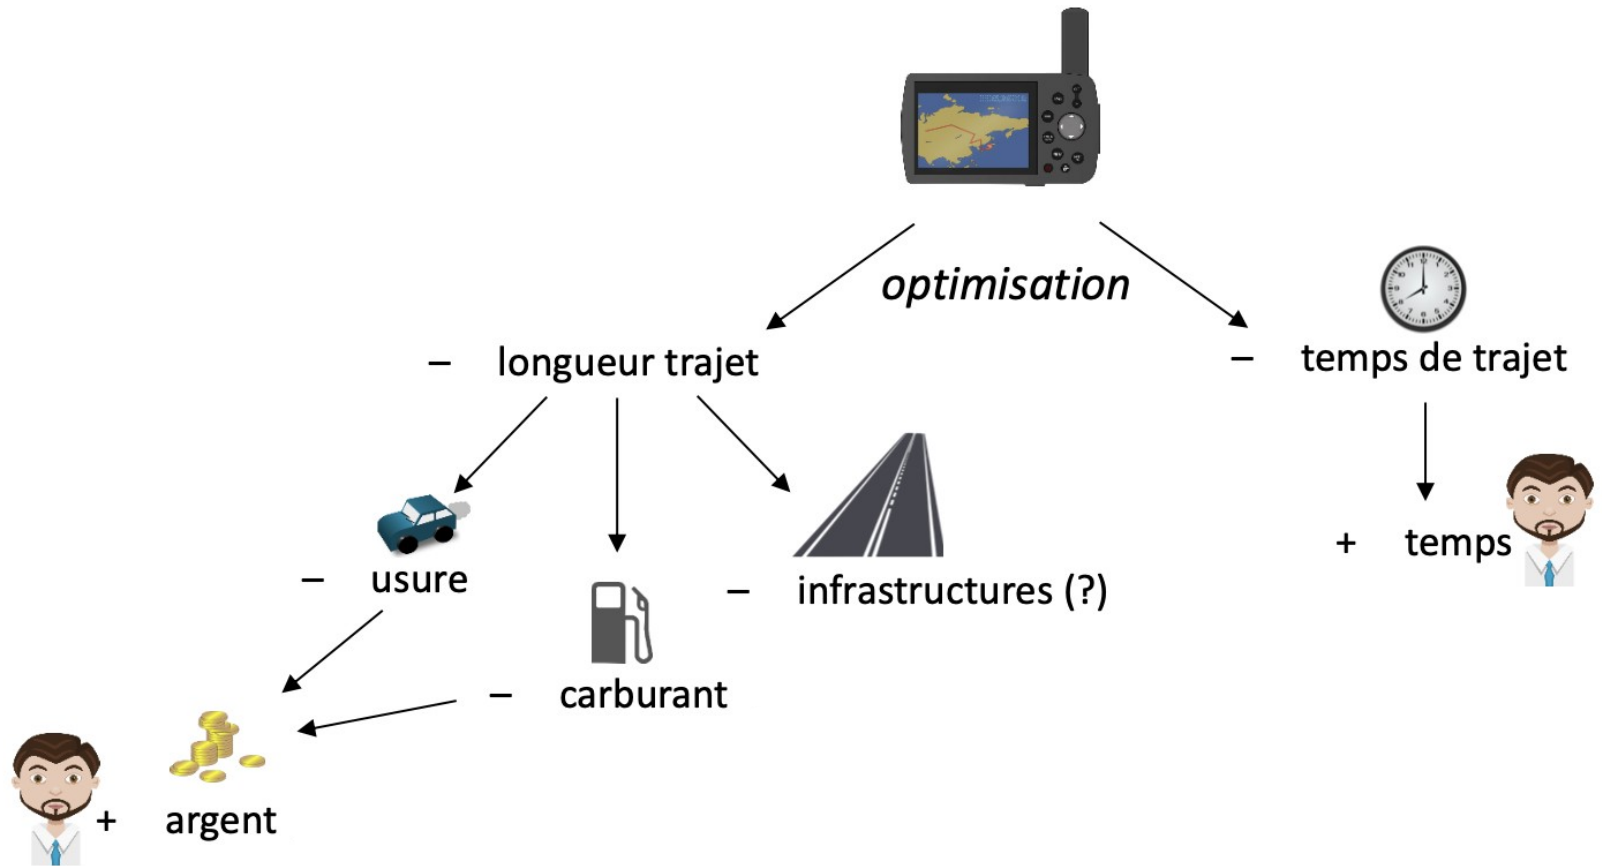 optimisation
– longueur trajet
– temps de trajet
+ temps
– usure
– infrastructures (?)
– carburant
+ argent